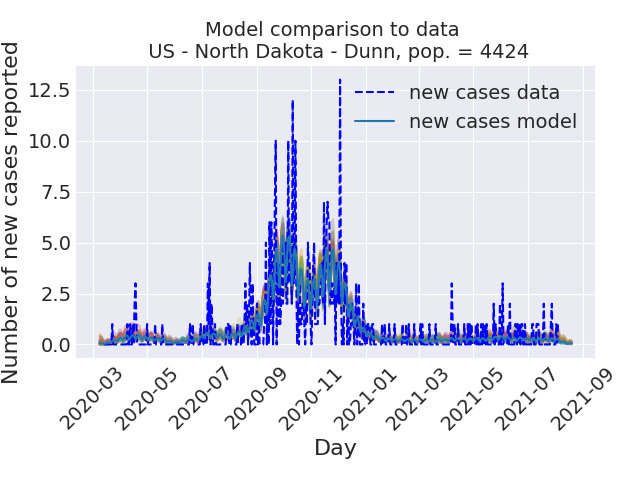 Model comparison to data
US - North Dakota - Dunn, pop. = 4424
new cases data
new cases model
Number of new cases reported
12.5
10.0
7.5
5.0
2.5
0.0
2020-03
2020-05
2020-07
2020-09
2020-11
2021-01
2021-03
2021-05
2021-07
2021-09
Day